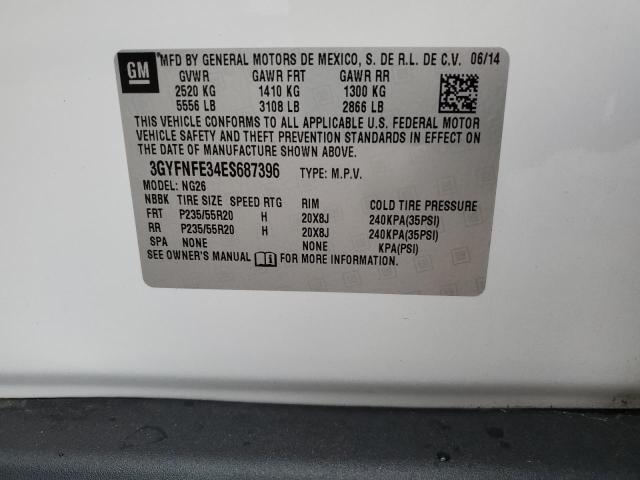 GM
MFD BY GENERAL MOTORS DE MEXICO, S. DE R.L. DE C.V. 06/14
GVWR GAWR FRT GAWR RR
2520 KG 1410 KG 1300 KG
5556 LB 3108 LB 2866 LB
THIS VEHICLE CONFORMS TO ALL APPLICABLE U.S. FEDERAL MOTOR
VEHICLE SAFETY AND THEFT PREVENTION STANDARDS IN EFFECT ON
THE DATE OF MANUFACTURE SHOWN ABOVE.
3GYFNFE34ES687396 TYPE: M.P.V.
MODEL: NG26
NBBK TIRE SIZE SPEED RTG RIM COLD TIRE PRESSURE
FRT P235/55R20 H 20X8J 240KPA(35PSI)
RR P235/55R20 H 20X8J 240KPA(35PSI)
SPA NONE NONE KPA(PSI)
SEE OWNER'S MANUAL FOR MORE INFORMATION.